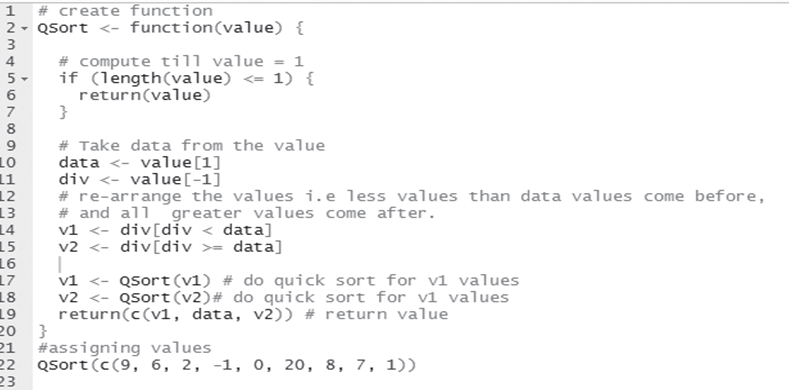 1 # create function
2 QSort <- function(value) {
3
4 # compute till value = 1
5 if (length(value) <= 1) {
6 return(value)
7 }
8
9 # Take data from the value
10 data <- value[1]
11 div <- value[-1]
12 # re-arrange the values i.e less values than data values come before,
13 # and all greater values come after.
14 v1 <- div[div < data]
15 v2 <- div[div >= data]
16
17 v1 <- QSort(v1) # do quick sort for v1 values
18 v2 <- QSort(v2)# do quick sort for v1 values
19 return(c(v1, data, v2)) # return value
20 }
21 #assigning values
22 QSort(c(9, 6, 2, -1, 0, 20, 8, 7, 1))
23